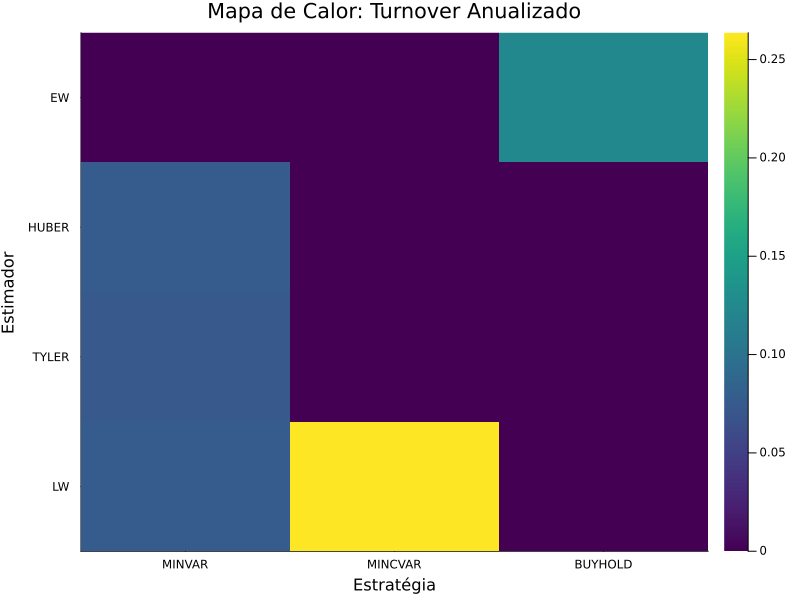 Mapa de Calor: Turnover Anualizado
Estimador
EW
HUBER
TYLER
LW
MINVAR
MINCVAR
BUYHOLD
Estratégia
0.25
0.20
0.15
0.10
0.05
0